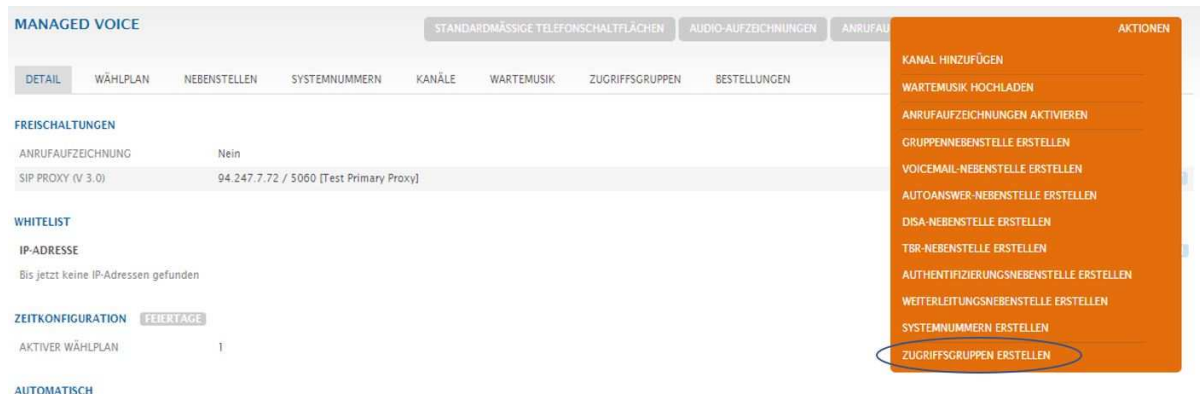 MANAGED VOICE
STANDARDMÄSSIGE TELEFONSCHALTFLÄCHEN
AUDIO-AUFZEICHNUNGEN
AKTIONEN
DETAIL
WÄHLPLAN
NEBENSTELLEN
SYSTEMNUMMERN
KANÄLE
WARTEMUSIK
ZUGRIFFSGRUPPEN
BESTELLUNGEN
KANAL HINZUFÜGEN
WARTEMUSIK HOCHLADEN
ANRUFAUFZEICHNUNGEN AKTIVIEREN
GRUPPENNEBENSTELLE ERSTELLEN
VOICEMAIL-NEBENSTELLE ERSTELLEN
AUTOANSWER-NEBENSTELLE ERSTELLEN
DISA-NEBENSTELLE ERSTELLEN
TBR-NEBENSTELLE ERSTELLEN
AUTHENTIFIZIERUNGSNEBENSTELLE ERSTELLEN
WEITERLEITUNGSNEBENSTELLE ERSTELLEN
SYSTEMNUMMERN ERSTELLEN
ZUGRIFFSGRUPPEN ERSTELLEN
FREISCHALTUNGEN
ANRUFAUFZEICHNUNG Nein
SIP PROXY (V 3.0) 94.247.7.72 / 5060 [Test Primary Proxy]
WHITELIST
IP-ADRESSE
Bis jetzt keine IP-Adressen gefunden
ZEITKONFIGURATION FEIERTAGE
AKTIVER WÄHLPLAN 1
AUTOMATISCH